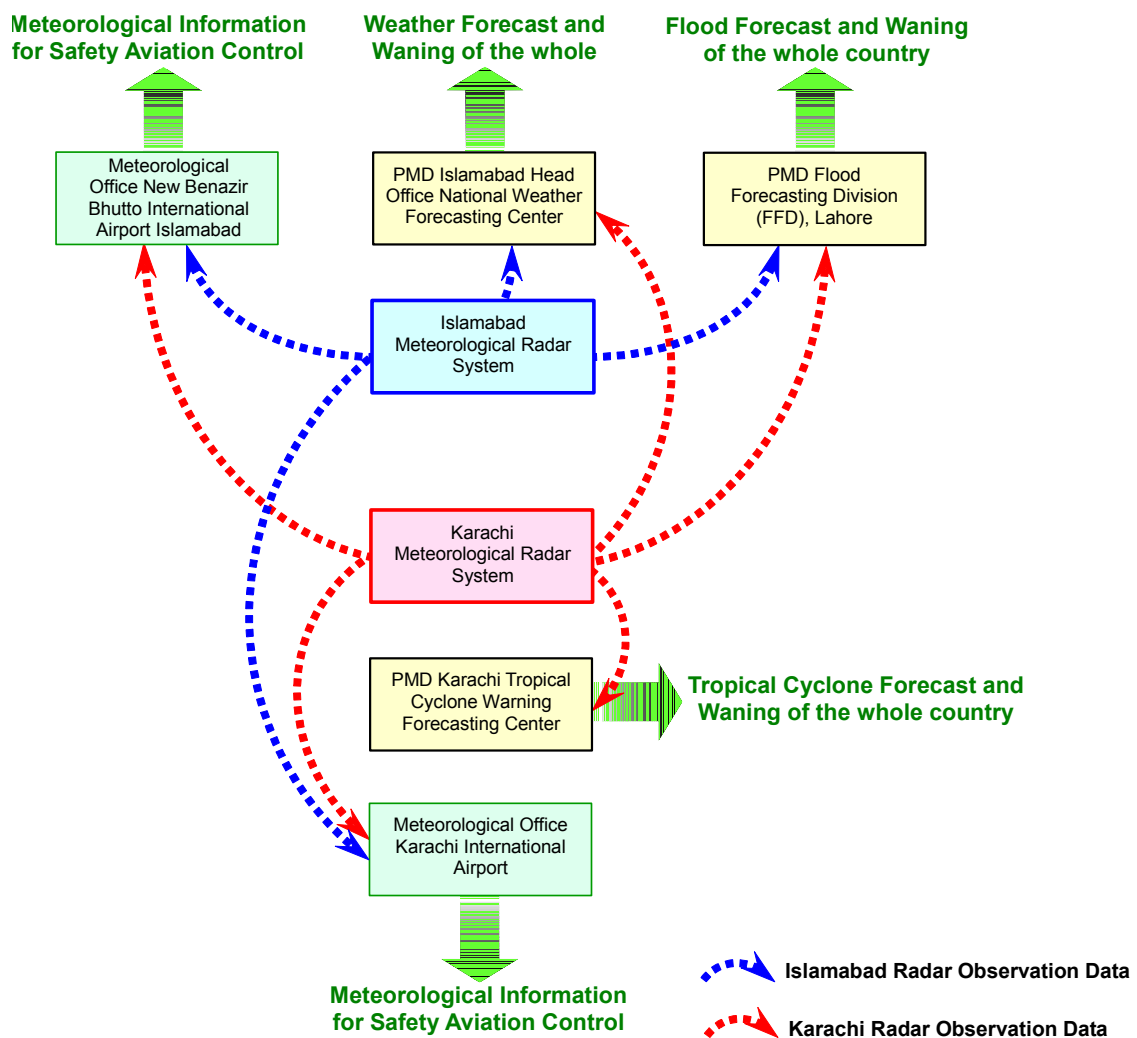 Meteorological Information
for Safety Aviation Control
Weather Forecast and
Waning of the whole
Flood Forecast and Waning
of the whole country
Meteorological
Office New Benazir
Bhutto International
Airport Islamabad
PMD Islamabad Head
Office National Weather
Forecasting Center
PMD Flood
Forecasting Division
(FFD), Lahore
Islamabad
Meteorological Radar
System
Karachi
Meteorological Radar
System
PMD Karachi Tropical
Cyclone Warning
Forecasting Center
Tropical Cyclone Forecast and
Waning of the whole country
Meteorological Office
Karachi International
Airport
Meteorological Information
for Safety Aviation Control
Islamabad Radar Observation Data
Karachi Radar Observation Data